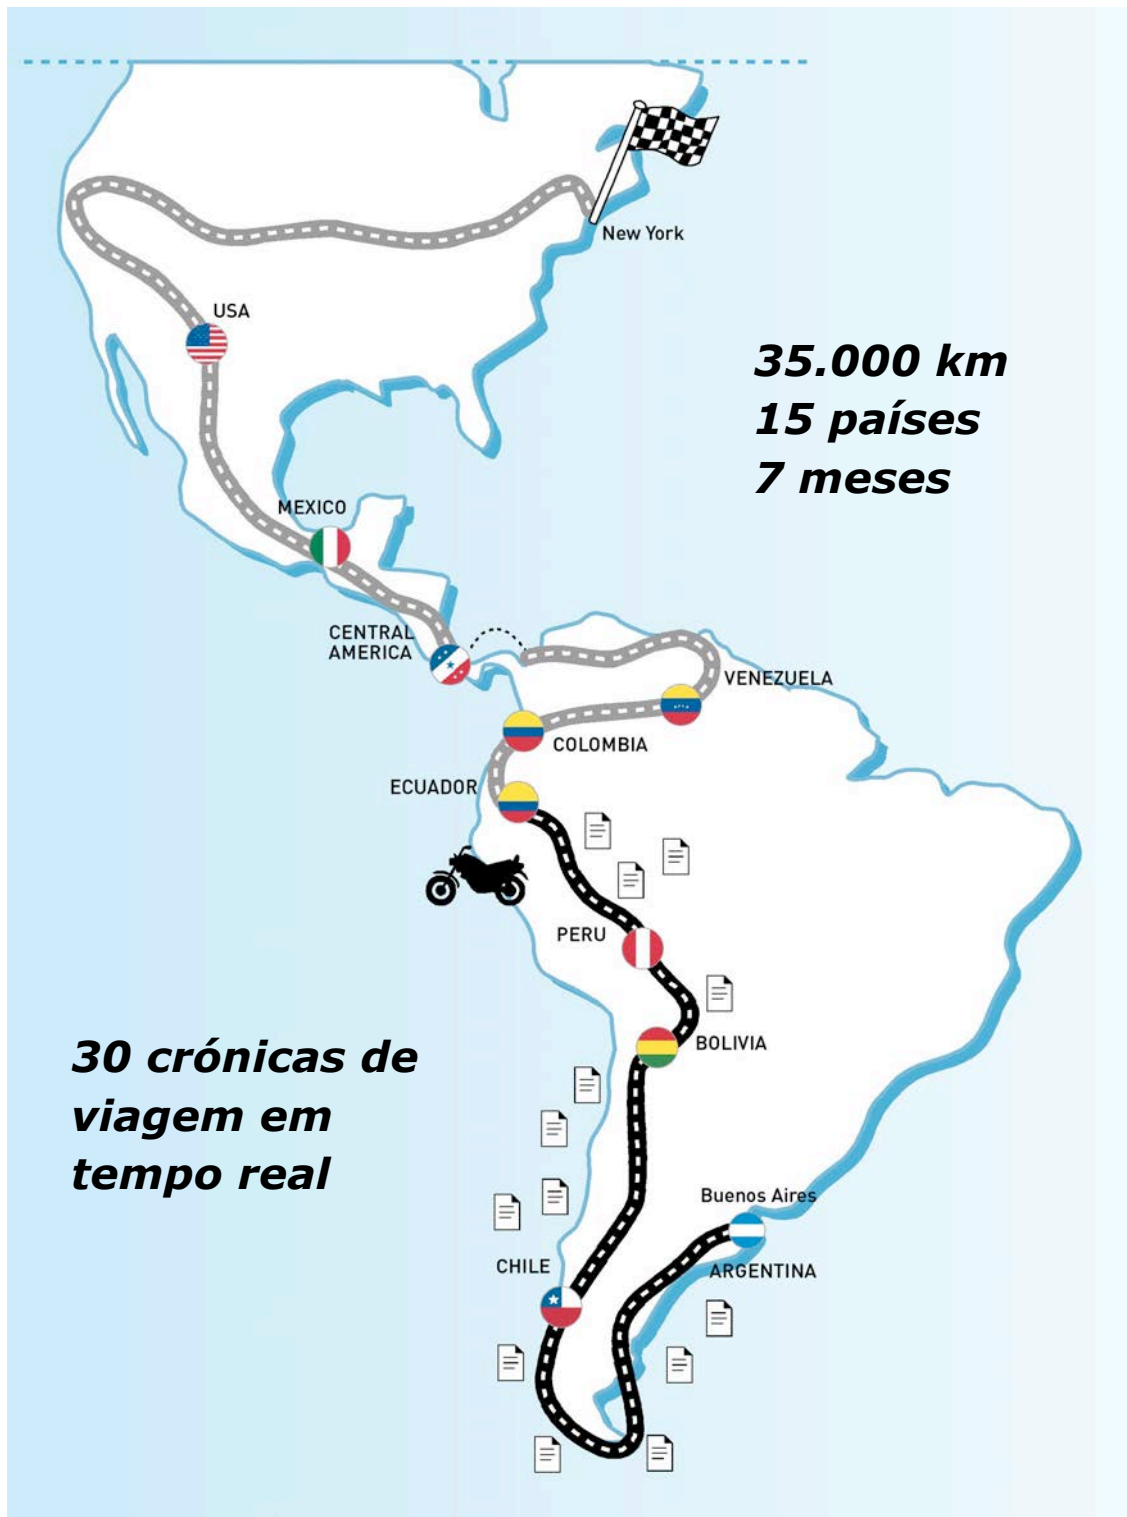 New York
USA
35.000 km
15 países
7 meses
MEXICO
CENTRAL
AMERICA
VENEZUELA
COLOMBIA
ECUADOR
PERU
BOLIVIA
30 crónicas de
viagem em
tempo real
Buenos Aires
CHILE
ARGENTINA